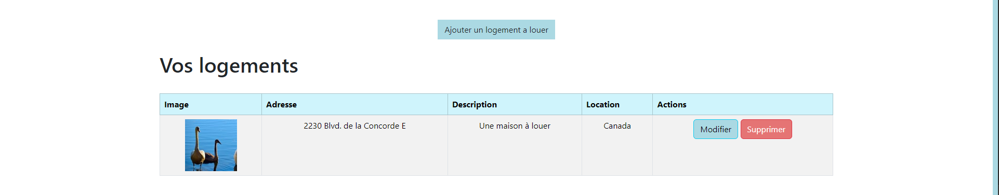 Ajouter un logement a louer
Vos logements
Image Adresse Description Location Actions
2230 Blvd. de la Concorde E Une maison à louer Canada Modifier Supprimer